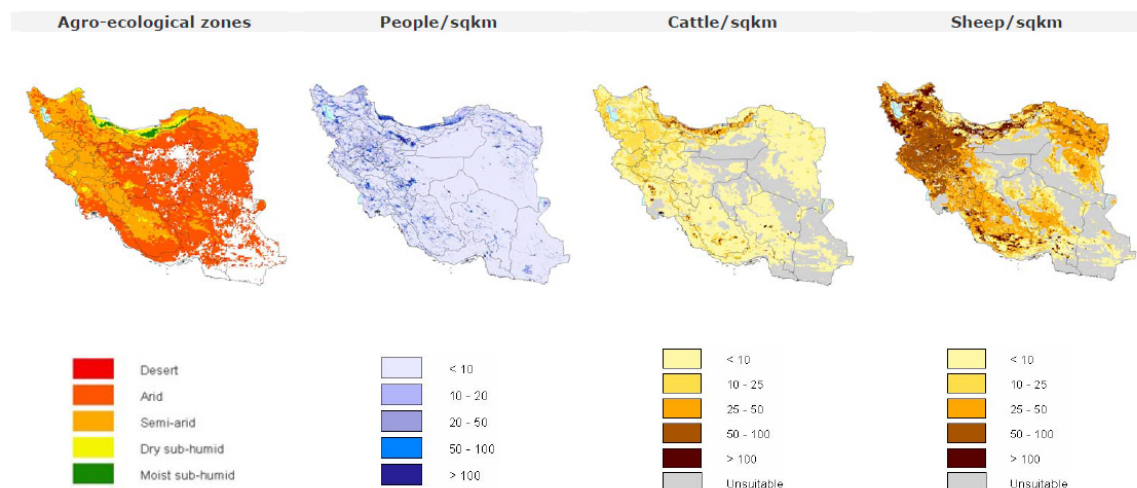 Agro-ecological zones
People/sqkm
Cattle/sqkm
Sheep/sqkm
Desert
Arid
Semi-arid
Dry sub-humid
Moist sub-humid
< 10
10 - 20
20 - 50
50 - 100
> 100
< 10
10 - 25
25 - 50
50 - 100
> 100
Unsuitable
< 10
10 - 25
25 - 50
50 - 100
> 100
Unsuitable